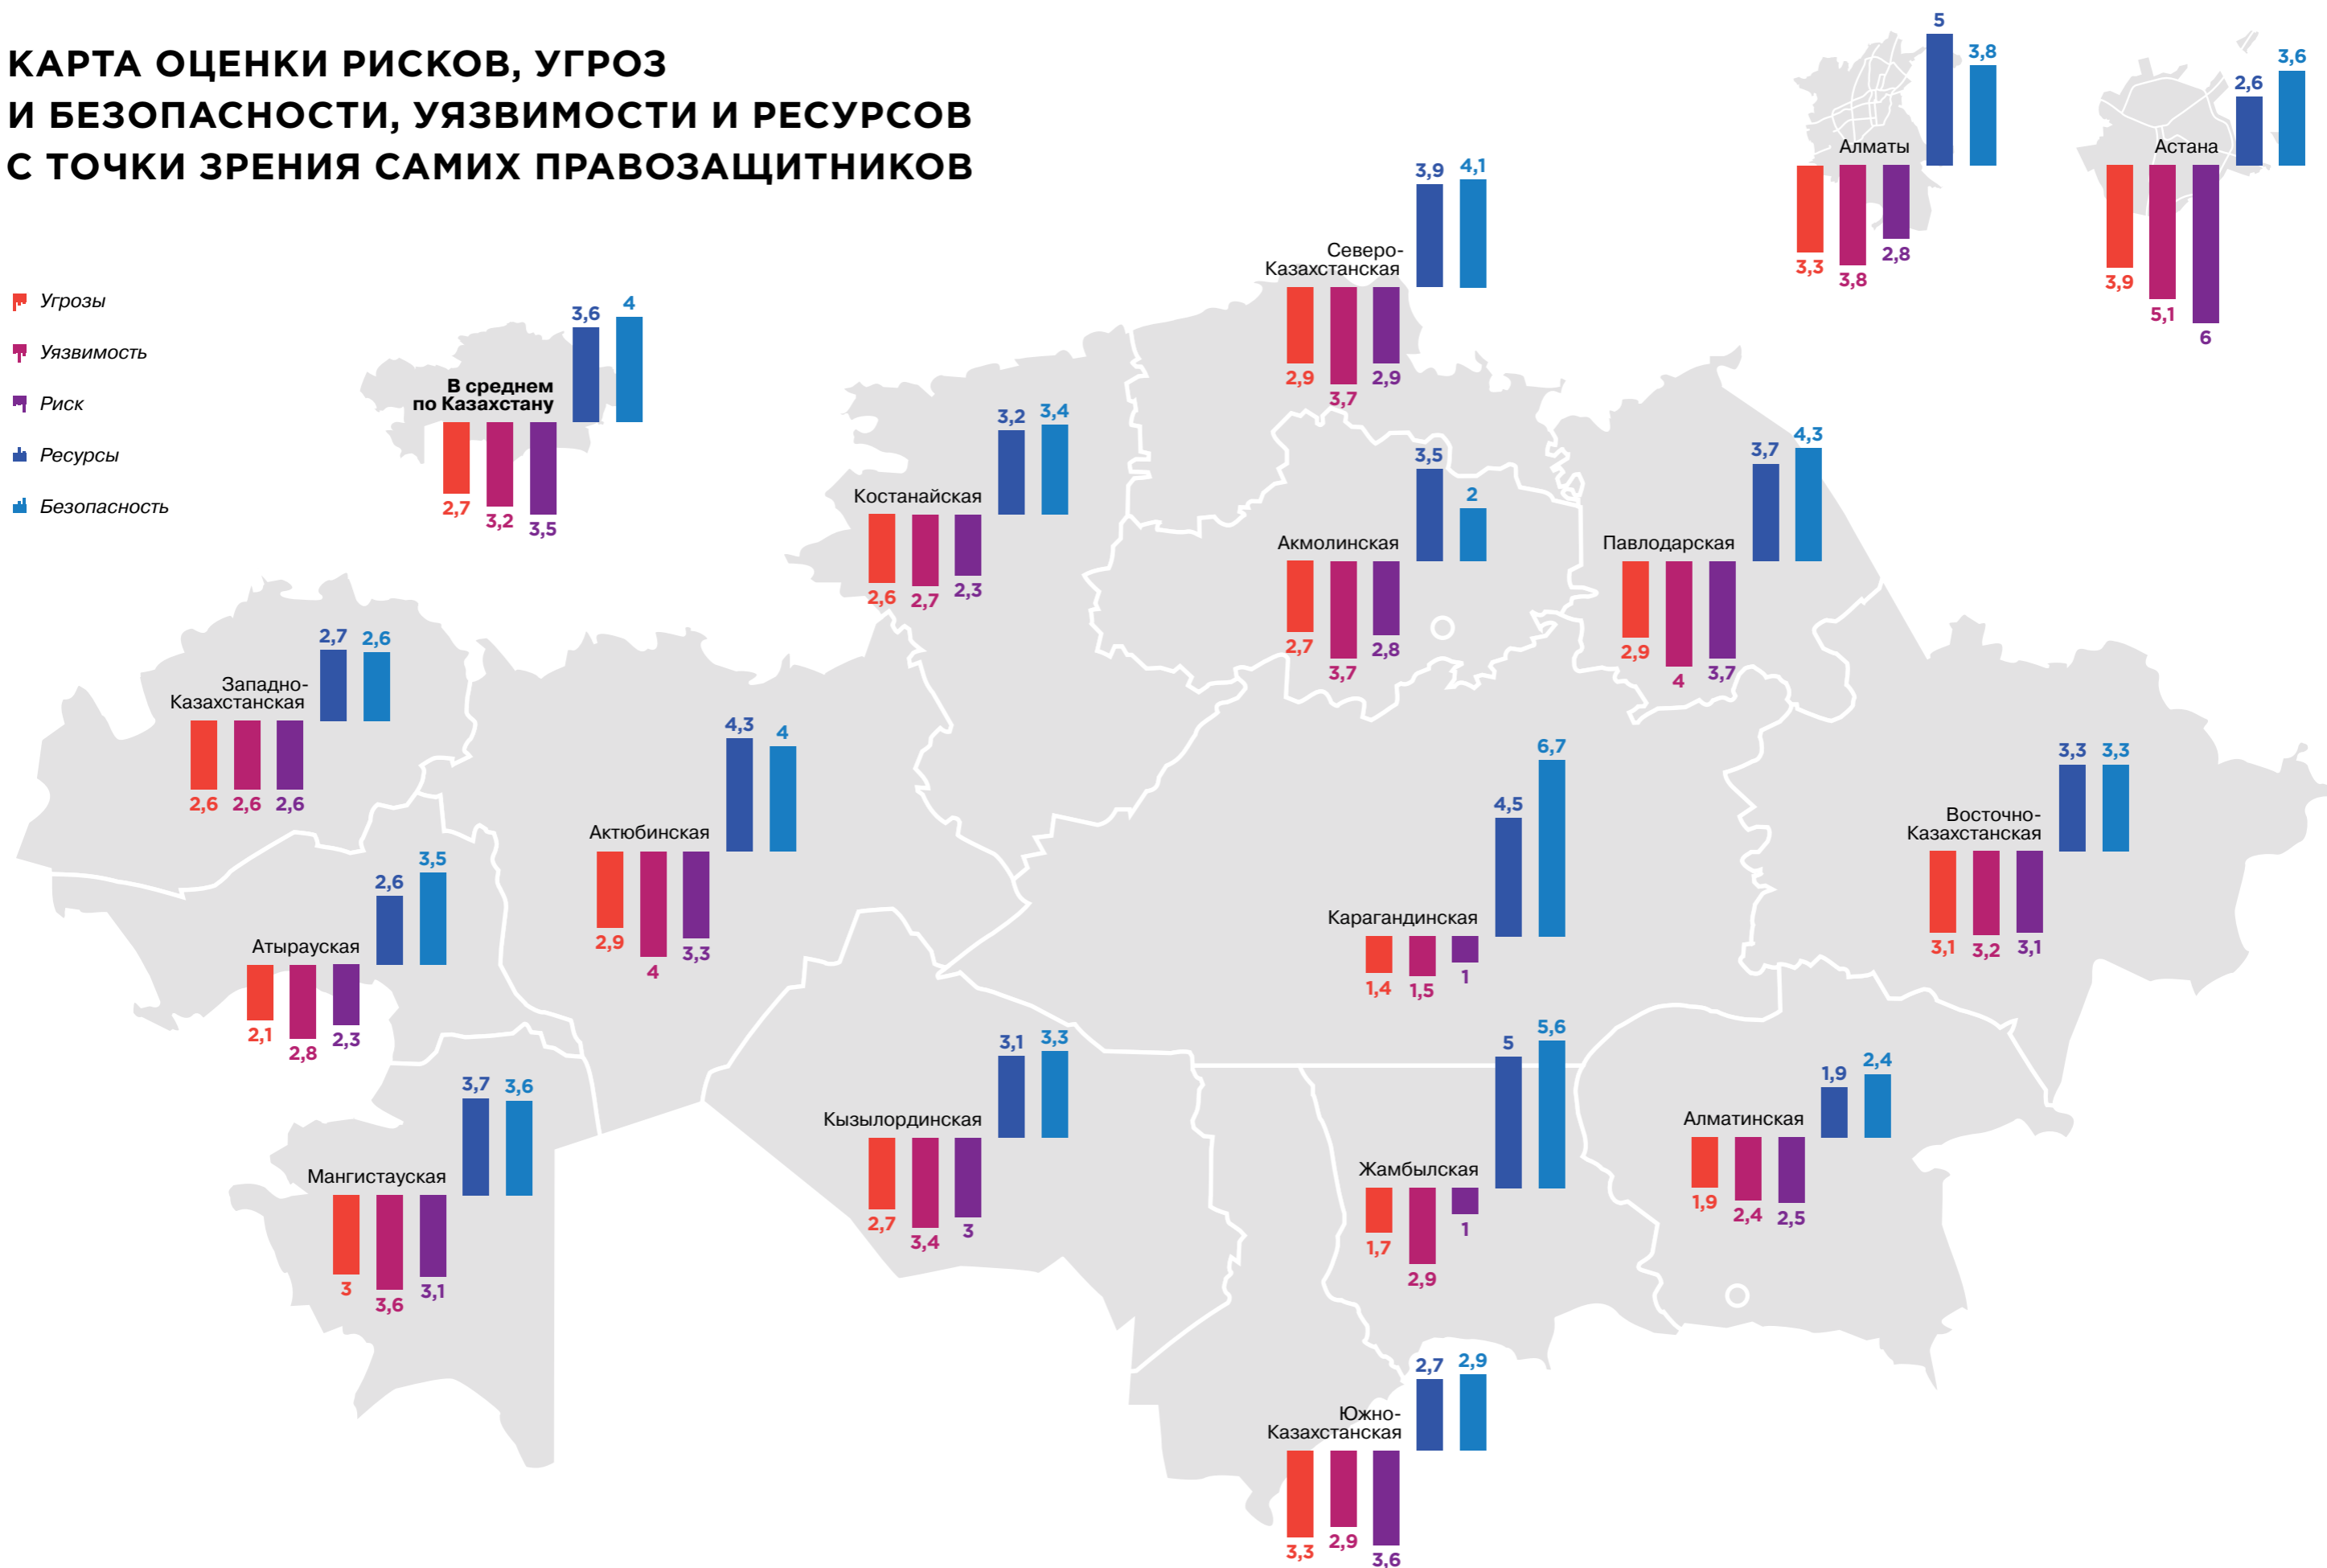 КАРТА ОЦЕНКИ РИСКОВ, УГРОЗ
И БЕЗОПАСНОСТИ, УЯЗВИМОСТИ И РЕСУРСОВ
С ТОЧКИ ЗРЕНИЯ САМИХ ПРАВОЗАЩИТНИКОВ
Угрозы
Уязвимость
Риск
Ресурсы
Безопасность
3,6 4
В среднем
по Казахстану
2,7 3,2 3,5
5 3,8
Алматы
3,3 3,8 2,8
2,6 3,6
Астана
3,9 5,1 6
3,9 4,1
Северо-
Казахстанская
2,9 3,7 2,9
3,2 3,4
Костанайская
2,6 2,7 2,3
3,5 2
Акмолинская
2,7 3,7 2,8
3,7 4,3
Павлодарская
2,9 4 3,7
2,7 2,6
Западно-
Казахстанская
2,6 2,6 2,6
4,3 4
Актюбинская
2,9 4 3,3
4,5 6,7
Карагандинская
1,4 1,5 1
3,3 3,3
Восточно-
Казахстанская
3,1 3,2 3,1
2,6 3,5
Атырауская
2,1 2,8 2,3
3,7 3,6
Мангистауская
3 3,6 3,1
3,1 3,3
Кызылординская
2,7 3,4 3
5 5,6
Жамбылская
1,7 2,9 1
1,9 2,4
Алматинская
1,9 2,4 2,5
2,7 2,9
Южно-
Казахстанская
3,3 2,9 3,6